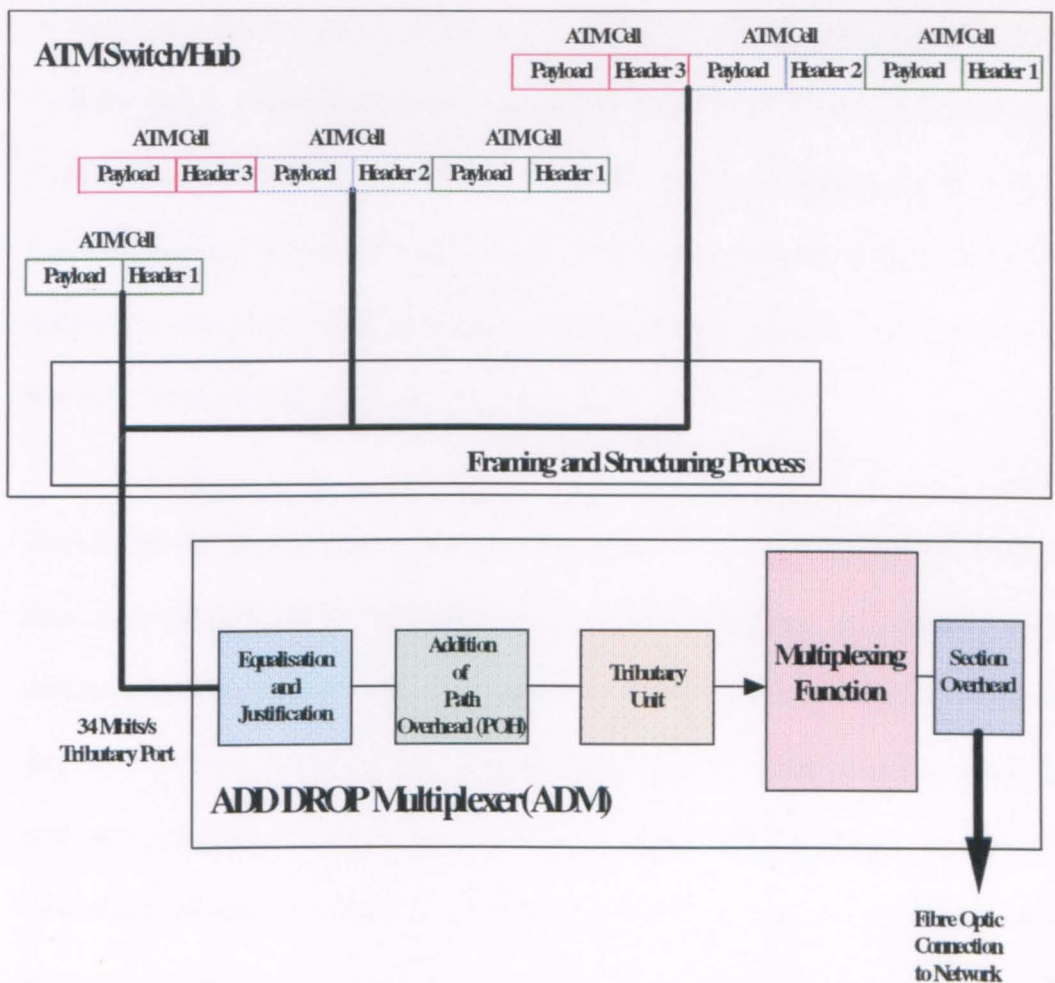 ATM Switch/Hub
ATM Cell ATM Cell ATM Cell
Payload Header 3 Payload Header 2 Payload Header 1
ATM Cell ATM Cell ATM Cell
Payload Header 3 Payload Header 2 Payload Header 1
ATM Cell
Payload Header 1
Framing and Structuring Process
34 Mbits/s
Tributary Port
Equalisation
and
Justification
Addition
of
Path
Overhead (POH)
Tributary
Unit
Multiplexing
Function
Section
Overhead
ADD DROP Multiplexer(ADM)
Fibre Optic
Connection
to Network